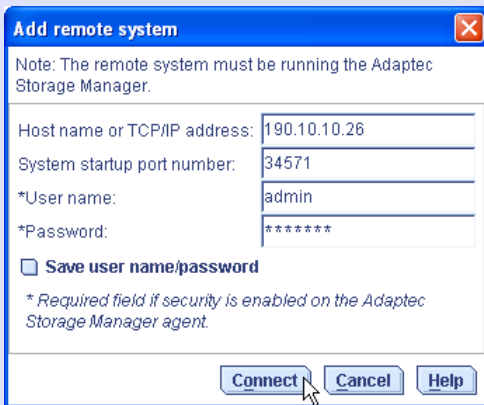 Add remote system
Note: The remote system must be running the Adaptec
Storage Manager.
Host name or TCP/IP address: 190.10.10.26
System startup port number: 34571
*User name: admin
*Password: *******
Save user name/password
* Required field if security is enabled on the Adaptec
Storage Manager agent.
Connect Cancel Help